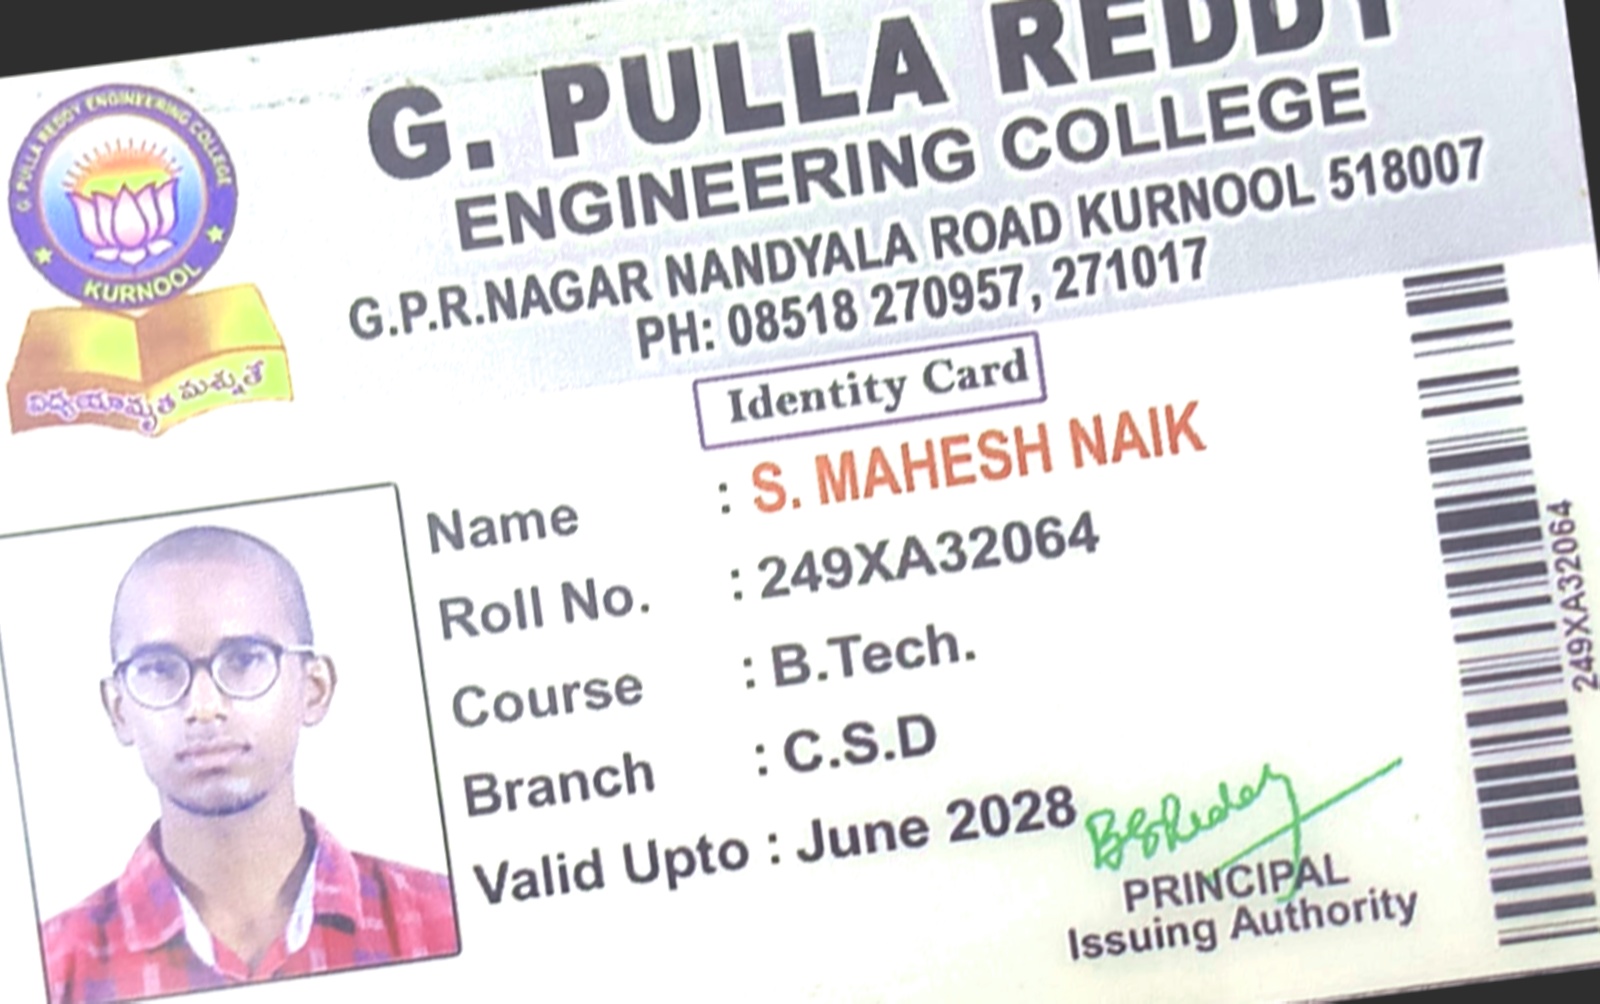 G. PULLA REDDY
ENGINEERING COLLEGE
G.P.R.NAGAR NANDYALA ROAD KURNOOL 518007
PH: 08518 270957, 271017
G PULLA REDDY ENGINEERING COLLEGE
KURNOOL
విద్యయామృత మశ్నుతే
Identity Card
Name : S. MAHESH NAIK
Roll No. : 249XA32064
Course : B.Tech.
Branch : C.S.D
Valid Upto : June 2028
BSReddy
PRINCIPAL
Issuing Authority
249XA32064